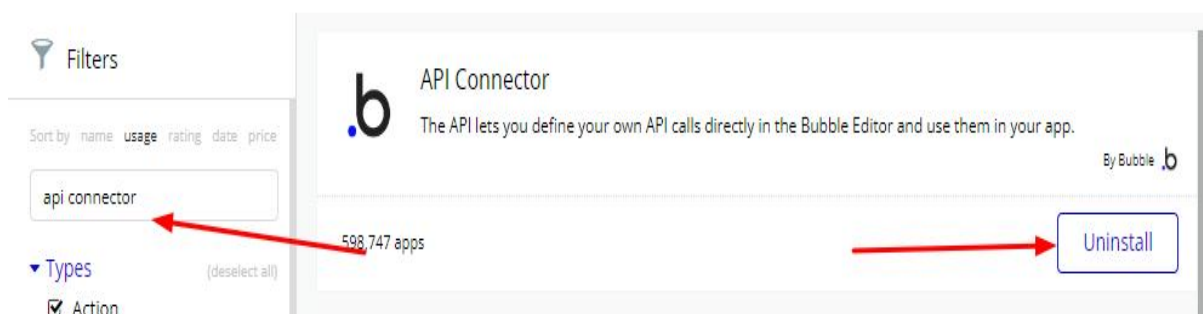 Filters
Sort by name usage rating date price
api connector
Types (deselect all)
Action
API Connector
The API lets you define your own API calls directly in the Bubble Editor and use them in your app.
By Bubble .b
598,747 apps
Uninstall